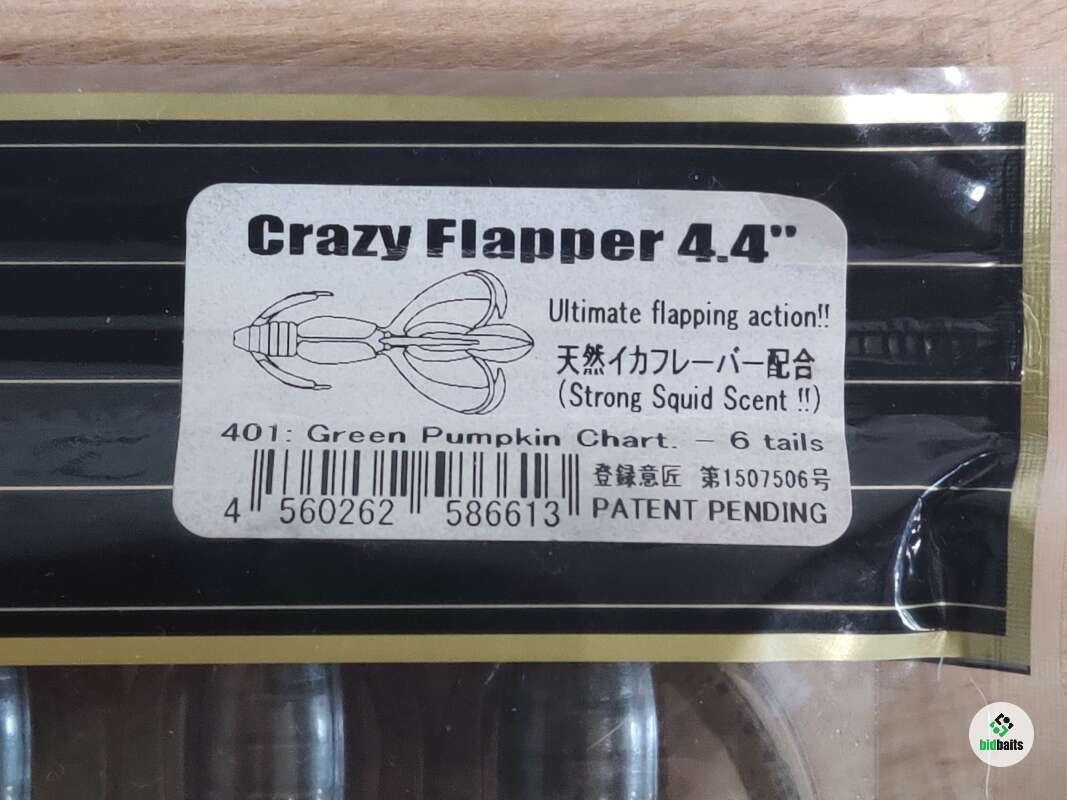 Crazy Flapper 4.4"
Ultimate flapping action!!
天然イカフレーバー配合
(Strong Squid Scent !!)
401: Green Pumpkin Chart. - 6 tails
登録意匠 第1507506号
4 560262 586613
PATENT PENDING
bidbaits